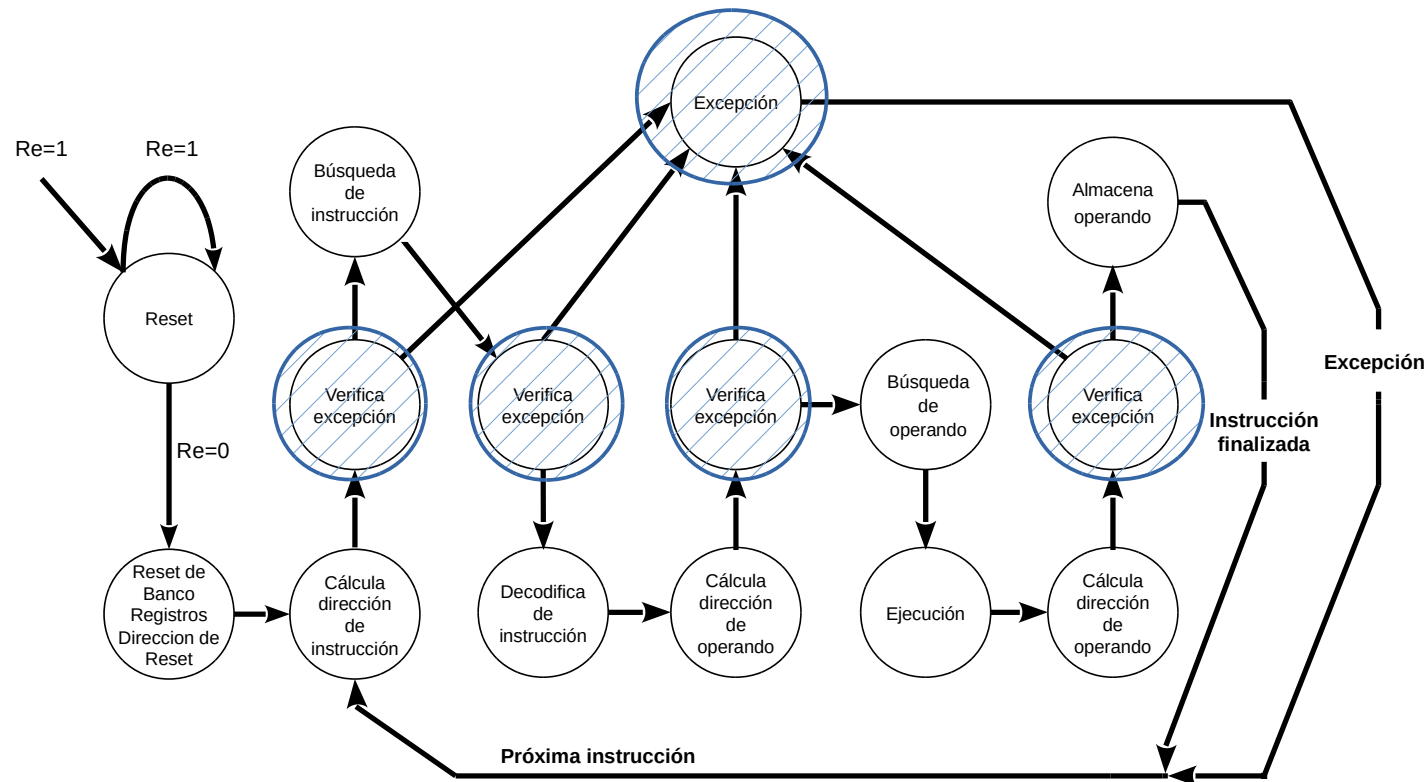 Excepción
Re=1
Re=1
Búsqueda
de
instrucción
Almacena
operando
Reset
Verifica
excepción
Verifica
excepción
Verifica
excepción
Búsqueda
de
operando
Verifica
excepción
Excepción
Instrucción
finalizada
Re=0
Reset de
Banco
Registros
Direccion de
Reset
Cálcula
dirección
de
instrucción
Decodifica
de
instrucción
Cálcula
dirección
de
operando
Ejecución
Cálcula
dirección
de
operando
Próxima instrucción